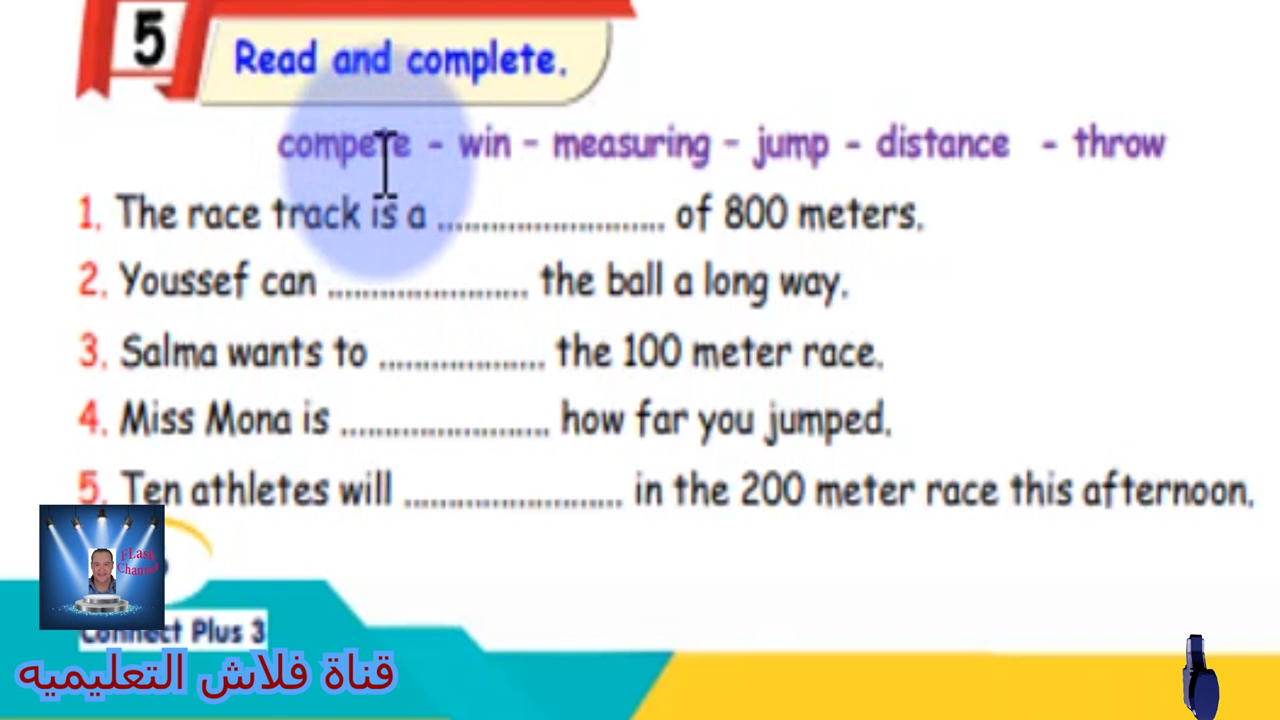 5
Read and complete.
compete - win - measuring - jump - distance - throw
1. The race track is a ........................ of 800 meters.
2. Youssef can ........................ the ball a long way.
3. Salma wants to .................... the 100 meter race.
4. Miss Mona is ........................ how far you jumped.
5. Ten athletes will ........................ in the 200 meter race this afternoon.
FLash
Channel
Connect Plus 3
قناة فلاش التعليميه